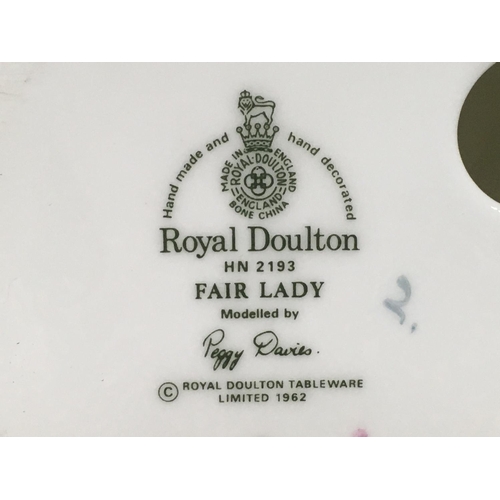 Hand made and hand decorated
MADE IN ENGLAND
ROYAL·DOULTON
ENGLAND
BONE CHINA
Royal Doulton
HN 2193
FAIR LADY
Modelled by
Peggy Davies.
© ROYAL DOULTON TABLEWARE
LIMITED 1962